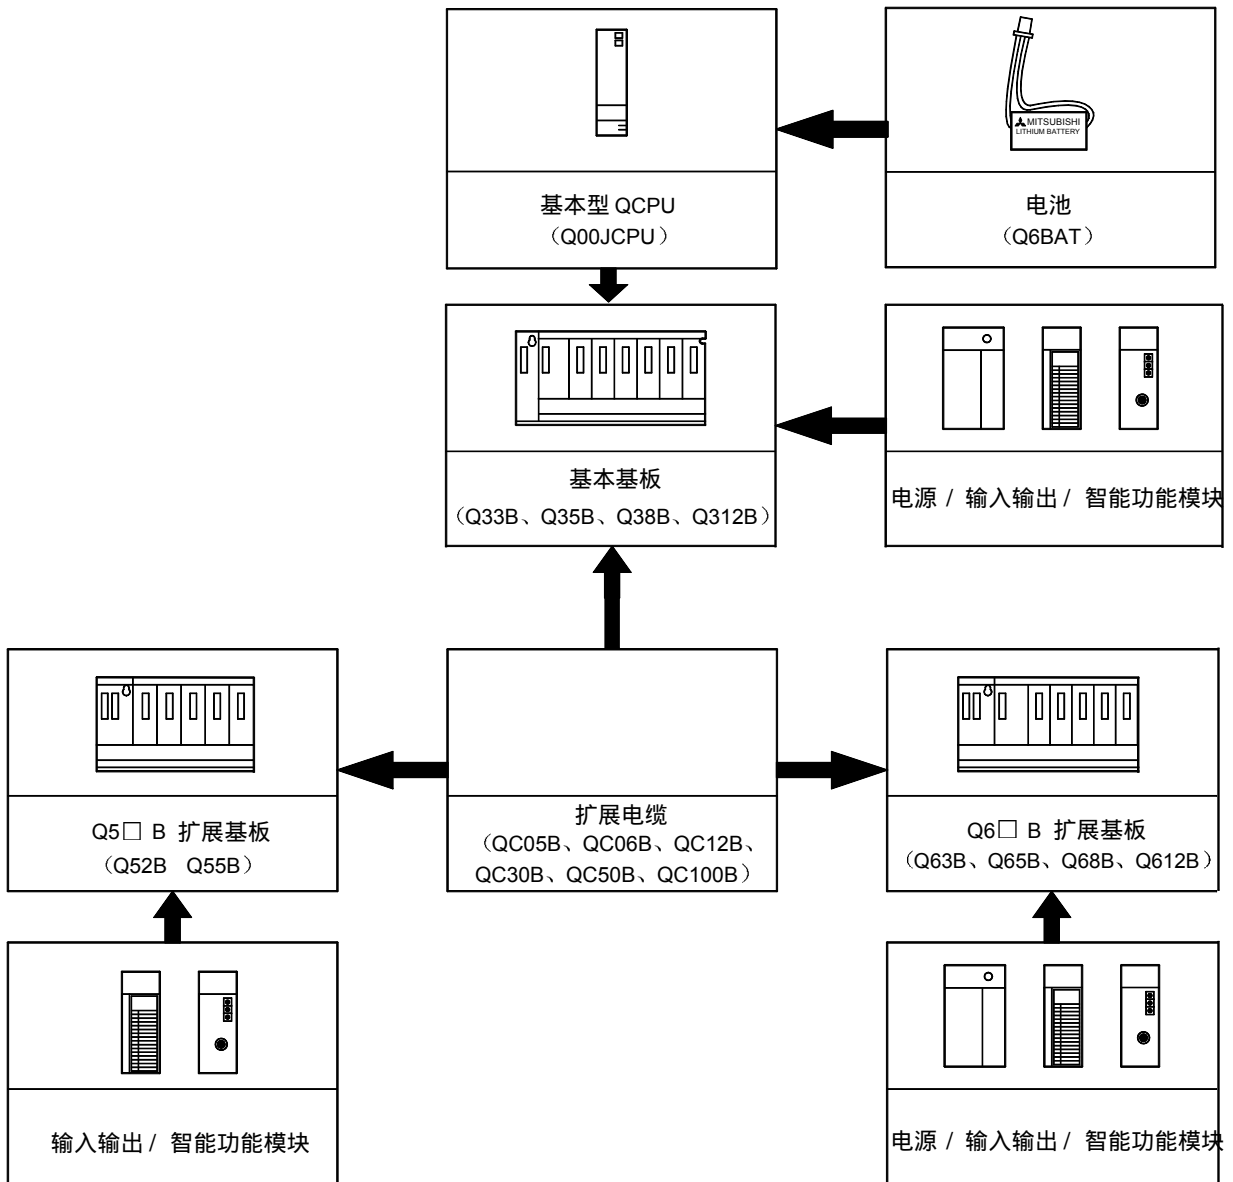 MITSUBISHI
LITHIUM BATTERY
基本型 QCPU
（Q00JCPU）
电池
（Q6BAT）
基本基板
（Q33B、Q35B、Q38B、Q312B）
电源 / 输入输出 / 智能功能模块
Q5□ B 扩展基板
（Q52B Q55B）
扩展电缆
（QC05B、QC06B、QC12B、
QC30B、QC50B、QC100B）
Q6□ B 扩展基板
（Q63B、Q65B、Q68B、Q612B）
输入输出 / 智能功能模块
电源 / 输入输出 / 智能功能模块